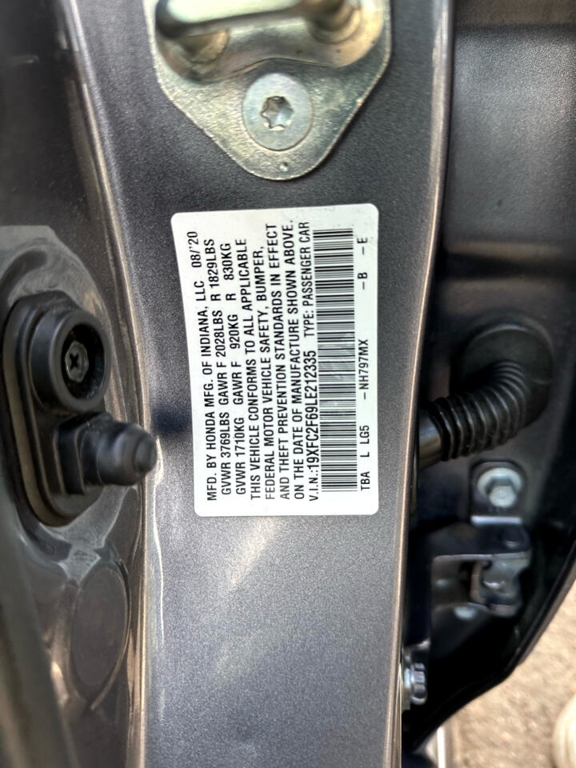 MFD. BY HONDA MFG. OF INDIANA, LLC 08/20
GVWR 3769LBS GAWR F 2028LBS R 1829LBS
GVWR 1710KG GAWR F 920KG R 830KG
THIS VEHICLE CONFORMS TO ALL APPLICABLE
FEDERAL MOTOR VEHICLE SAFETY, BUMPER,
AND THEFT PREVENTION STANDARDS IN EFFECT
ON THE DATE OF MANUFACTURE SHOWN ABOVE.
V.I.N.:19XFC2F69LE212335 TYPE: PASSENGER CAR
TBA L LG5 -NH797MX -B -E